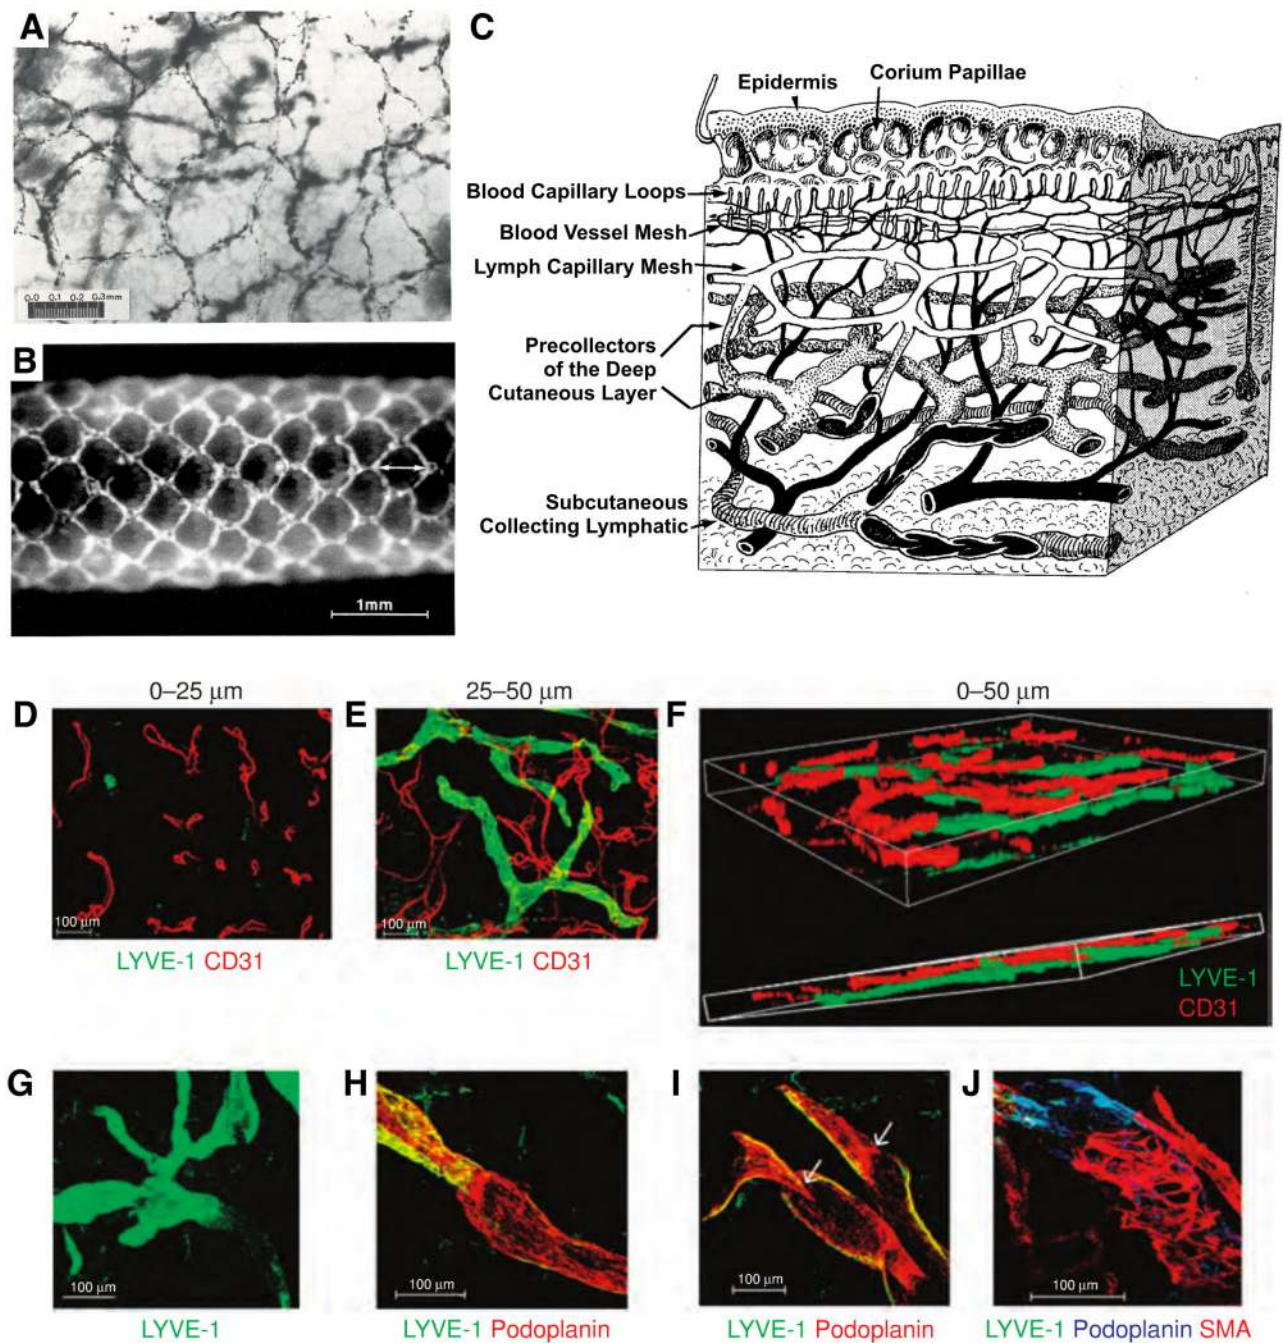 A
0.0 0.1 0.2 0.3mm
B
1mm
C
Epidermis
Corium Papillae
Blood Capillary Loops
Blood Vessel Mesh
Lymph Capillary Mesh
Precollectors
of the Deep
Cutaneous Layer
Subcutaneous
Collecting Lymphatic
0–25 μm
25–50 μm
0–50 μm
D
100 μm
LYVE-1 CD31
E
100 μm
LYVE-1 CD31
F
LYVE-1
CD31
G
100 μm
LYVE-1
H
100 μm
LYVE-1 Podoplanin
I
100 μm
LYVE-1 Podoplanin
J
100 μm
LYVE-1 Podoplanin SMA